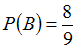 P(B) = 8/9